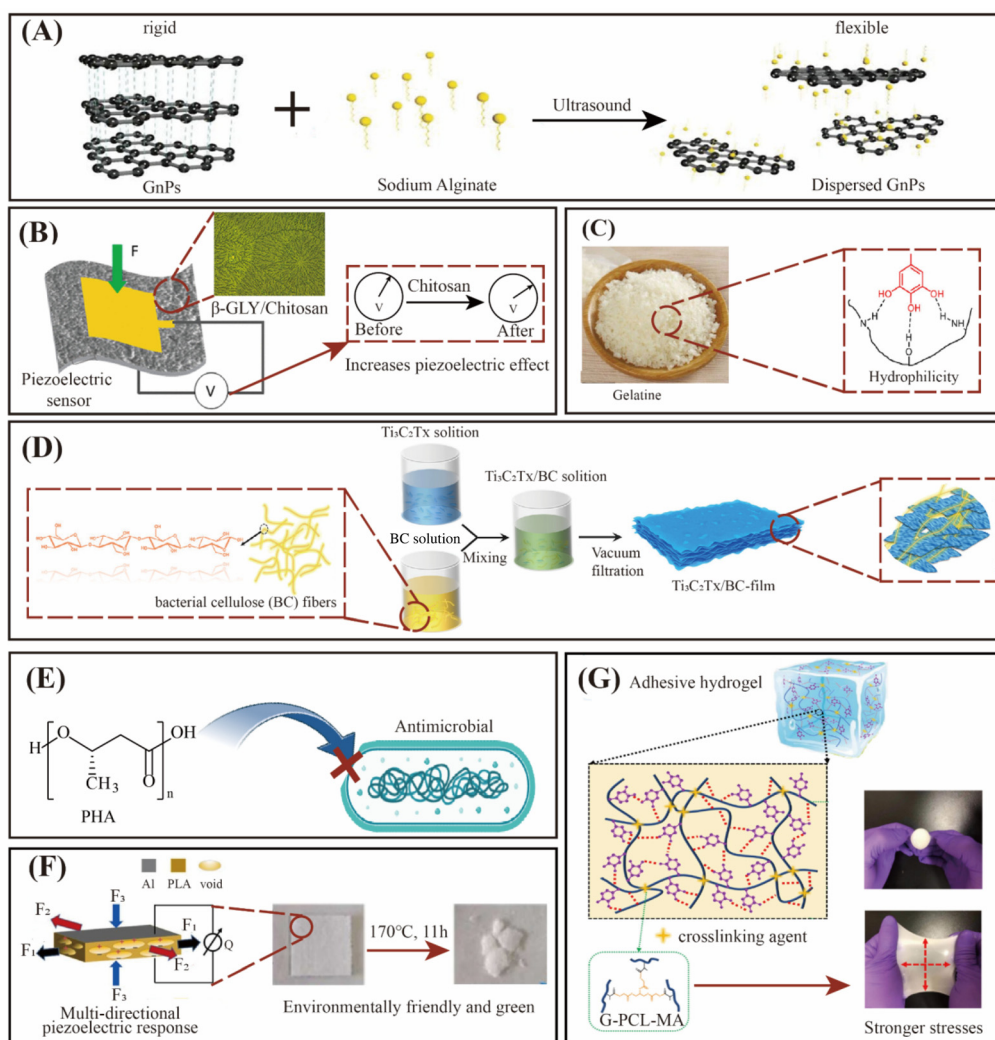 (A)
rigid
flexible
Ultrasound
GnPs
Sodium Alginate
Dispersed GnPs
(B)
F
β-GLY/Chitosan
Chitosan
V
V
Before
After
Increases piezoelectric effect
Piezoelectric
sensor
V
(C)
OH
HO
OH
OH
H
N
H
NH
H
O
Hydrophilicity
Gelatine
(D)
Ti₃C₂Tx solition
Ti₃C₂Tx/BC solition
BC solution
Mixing
Vacuum
filtration
Ti₃C₂Tx/BC-film
bacterial cellulose (BC) fibers
(E)
H
O
O
OH
CH₃
n
PHA
Antimicrobial
(F)
Al
PLA
void
F₃
F₂
F₁
F₁
F₂
F₃
Q
170℃, 11h
Multi-directional
piezoelectric response
Environmentally friendly and green
(G)
Adhesive hydrogel
crosslinking agent
G-PCL-MA
Stronger stresses